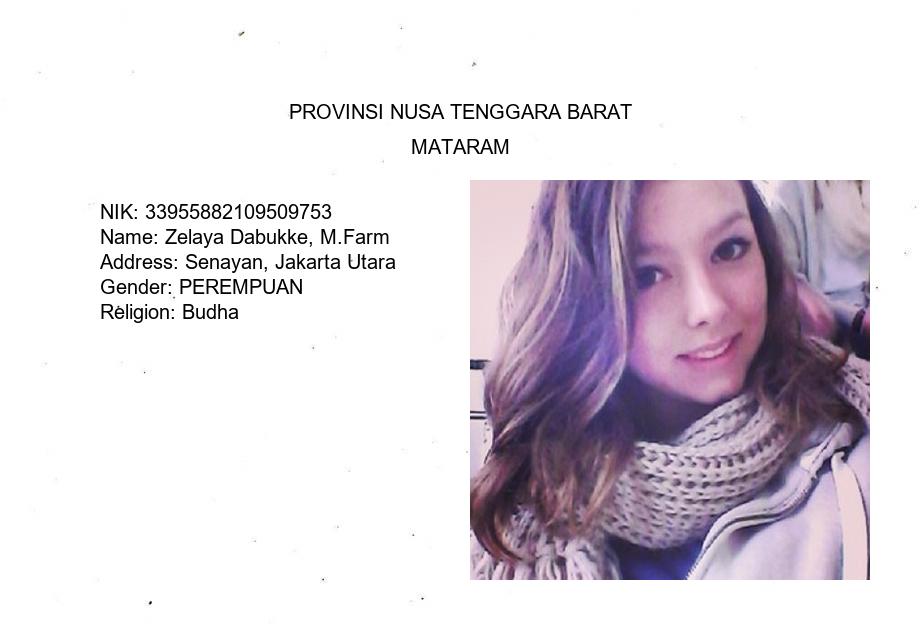 PROVINSI NUSA TENGGARA BARAT
MATARAM
NIK: 33955882109509753
Name: Zelaya Dabukke, M.Farm
Address: Senayan, Jakarta Utara
Gender: PEREMPUAN
Religion: Budha